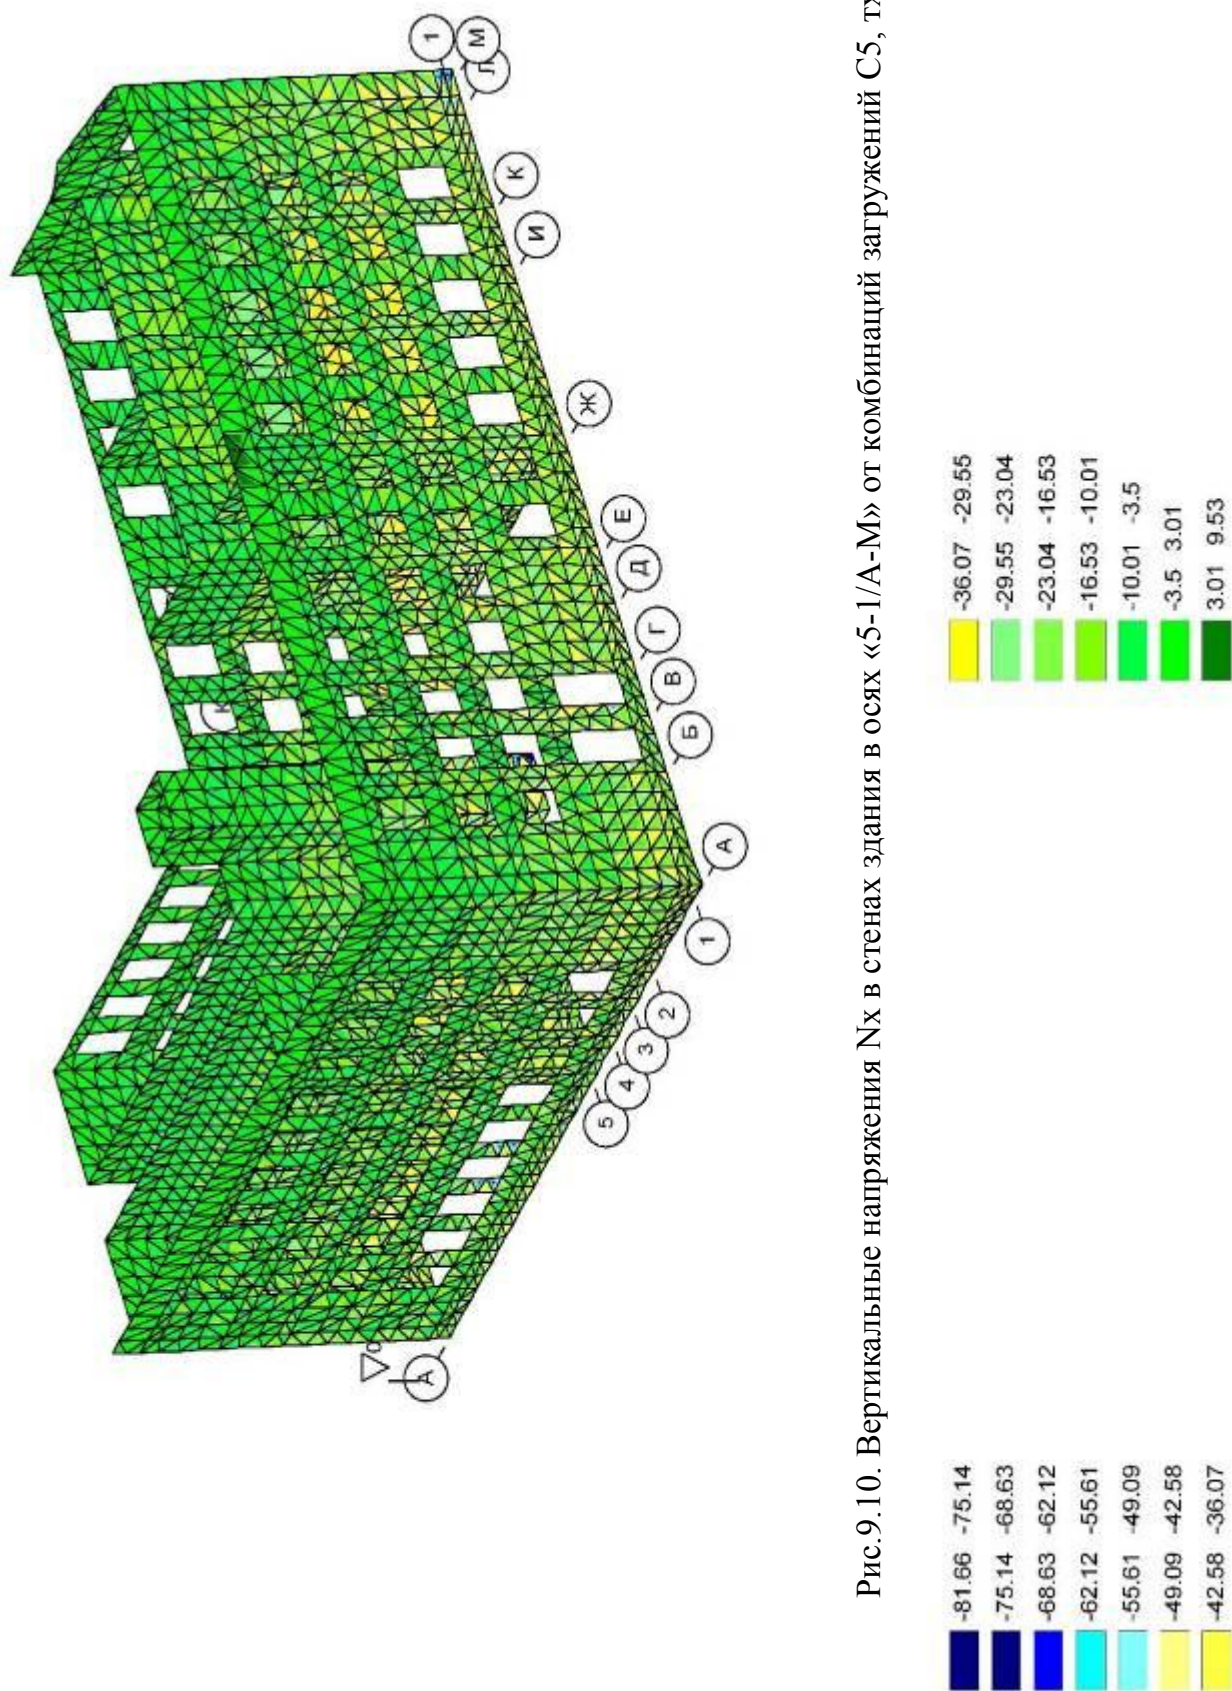 1
М
Л
К
И
Ж
Е
Д
Г
В
Б
А
1
2
3
4
5
А
Рис.9.10. Вертикальные напряжения Nx в стенах здания в осях «5-1/А-М» от комбинаций загружений С5,
-81.66 -75.14
-75.14 -68.63
-68.63 -62.12
-62.12 -55.61
-55.61 -49.09
-49.09 -42.58
-42.58 -36.07
-36.07 -29.55
-29.55 -23.04
-23.04 -16.53
-16.53 -10.01
-10.01 -3.5
-3.5 3.01
3.01 9.53